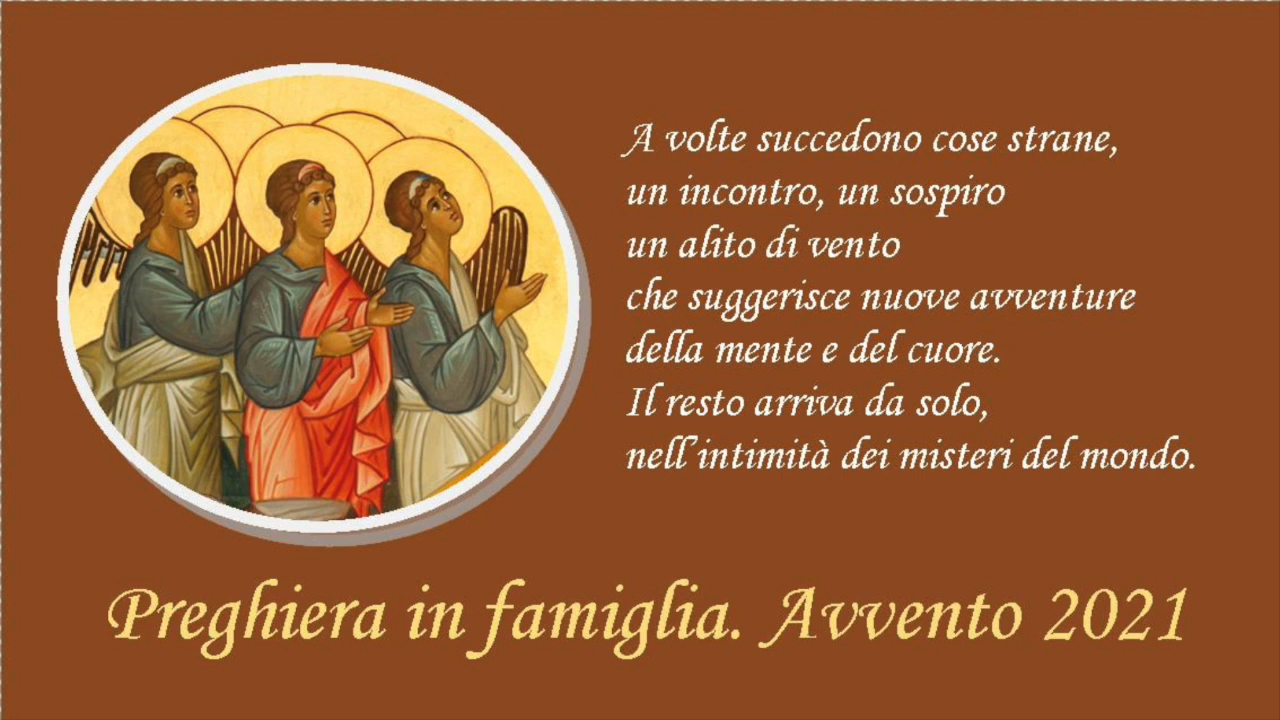 A volte succedono cose strane,
un incontro, un sospiro
un alito di vento
che suggerisce nuove avventure
della mente e del cuore.
Il resto arriva da solo,
nell'intimità dei misteri del mondo.
Preghiera in famiglia. Avvento 2021